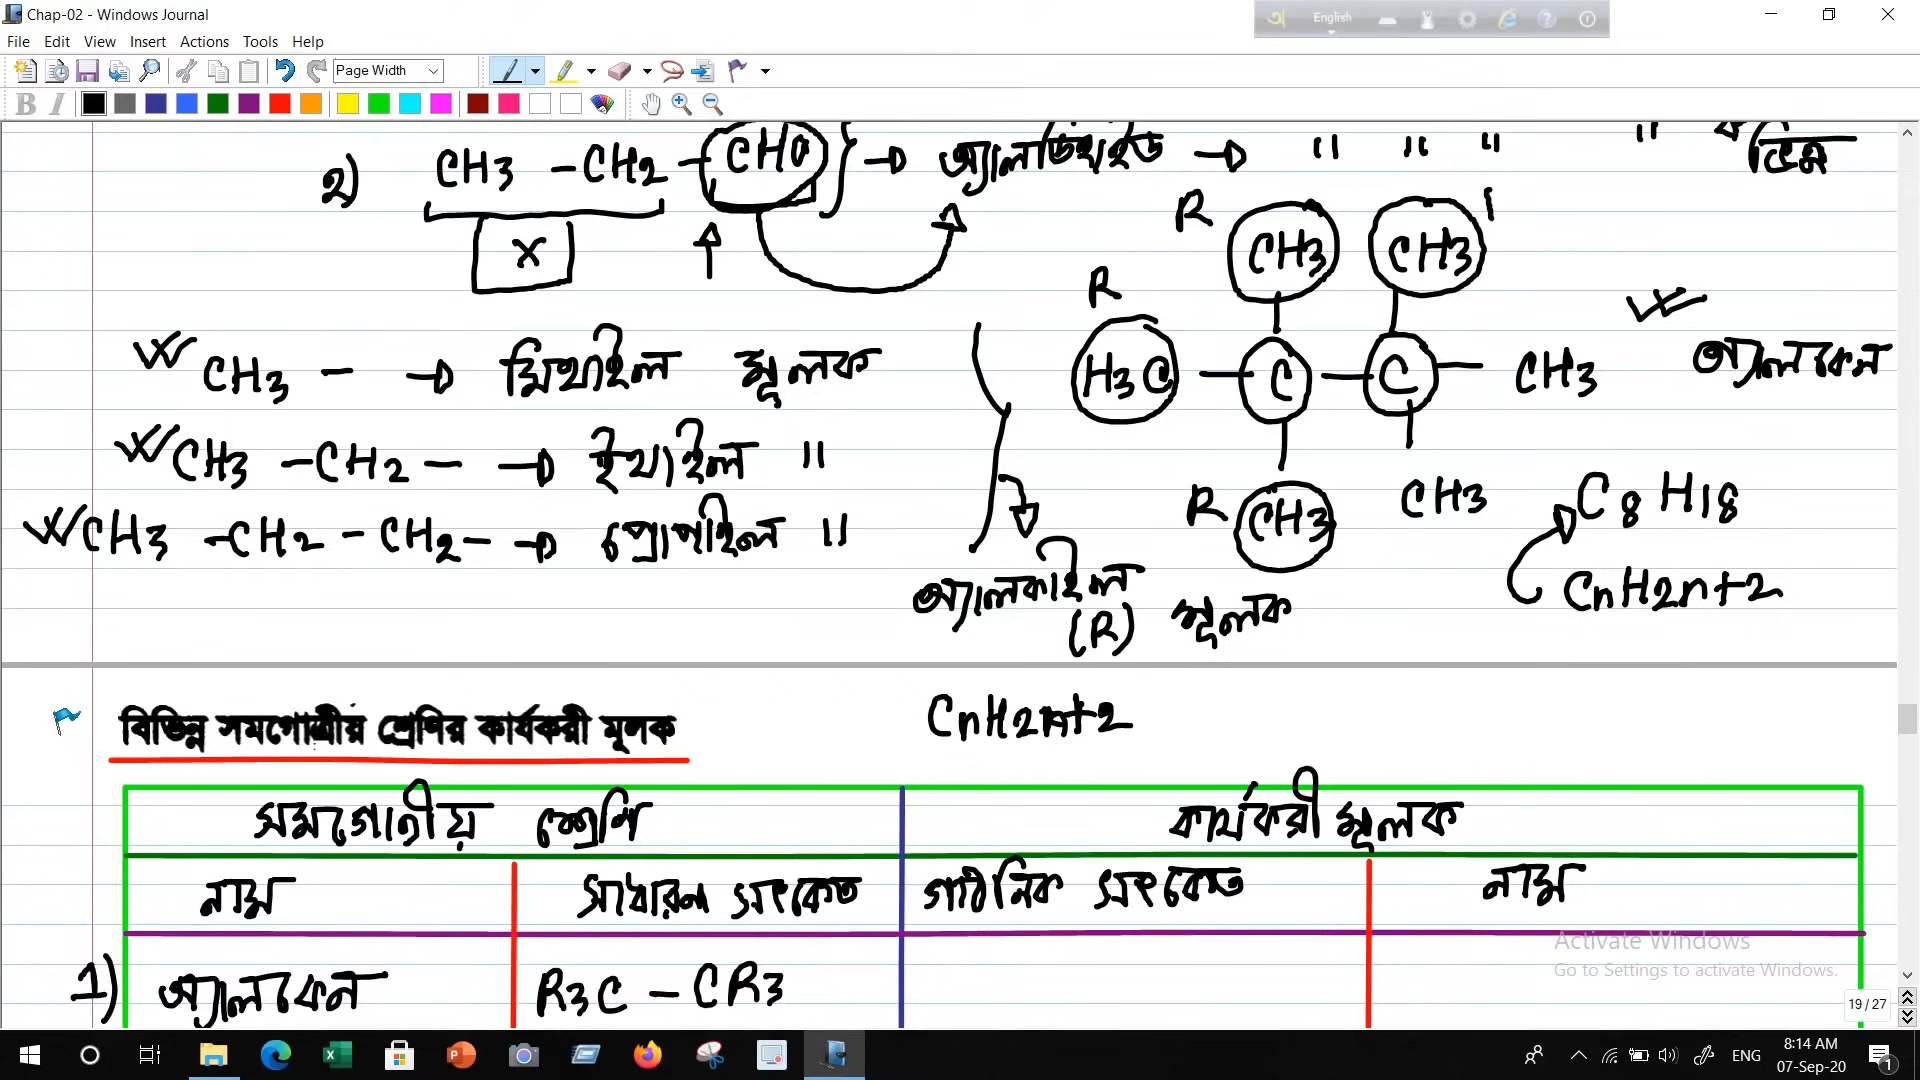 Chap-02 - Windows Journal
English
File Edit View Insert Actions Tools Help
Page Width
২) CH3 - CH2 - CHO } → অ্যালডিহাইড → " " " "
X
R CH3 CH3
R
H3C - C - C - CH3
অ্যালকেন
R CH3 CH3
CH3 - → মিথাইল মূলক
CH3 - CH2 - → ইথাইল "
CH3 - CH2 - CH2 - → প্রোপাইল "
অ্যালকাইল (R) মূলক
C8H18
CnH2n+2
বিভিন্ন সমগোত্রীয় শ্রেণির কার্যকরী মূলক
CnH2n+2
সমগোত্রীয় শ্রেণি কার্যকরী মূলক
নাম সাধারন সংকেত গাঠনিক সংকেত নাম
1) অ্যালকেন R3C - CR3
Activate Windows
Go to Settings to activate Windows.
19 / 27
ENG
8:14 AM
07-Sep-20
1